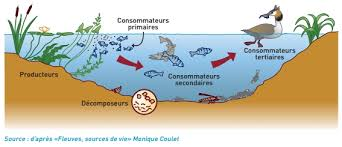 Consommateurs
primaires
Consommateurs
tertiaires
Producteurs
Consommateurs
secondaires
Décomposeurs
Source : d'après «Fleuves, sources de vie» Monique Coulet